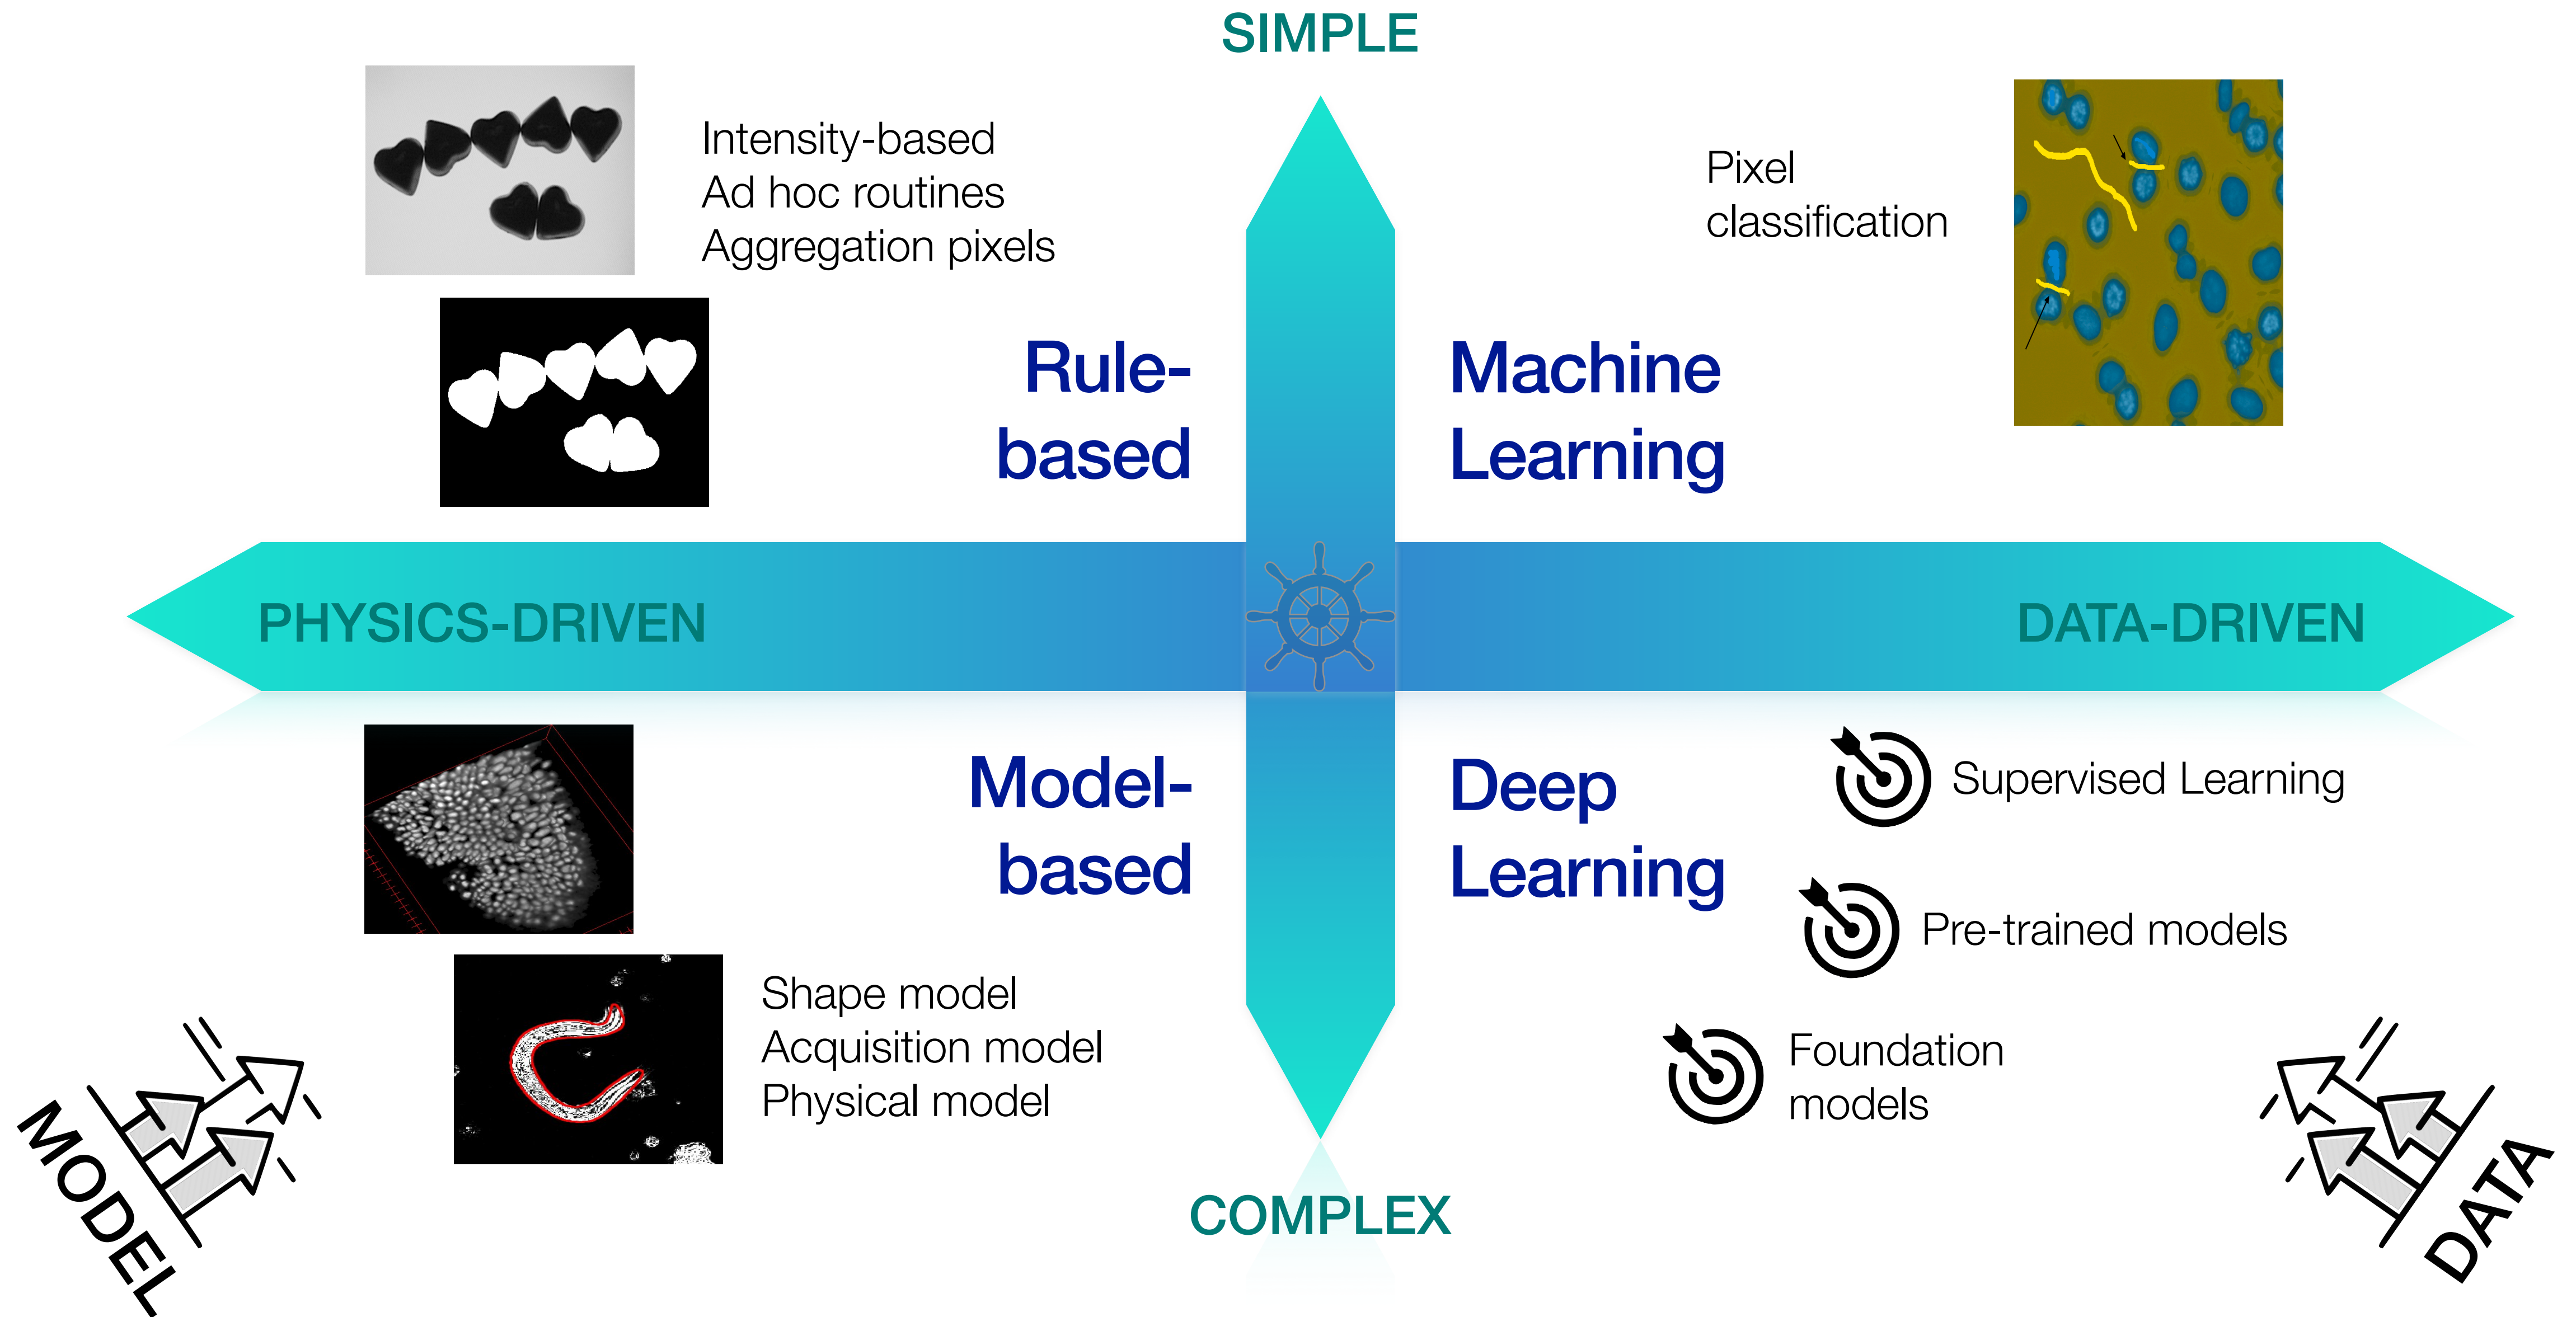 SIMPLE
Intensity-based
Ad hoc routines
Aggregation pixels
Pixel
classification
Rule-
based
Machine
Learning
PHYSICS-DRIVEN
DATA-DRIVEN
Model-
based
Deep
Learning
Supervised Learning
Pre-trained models
Foundation
models
Shape model
Acquisition model
Physical model
MODEL
DATA
COMPLEX